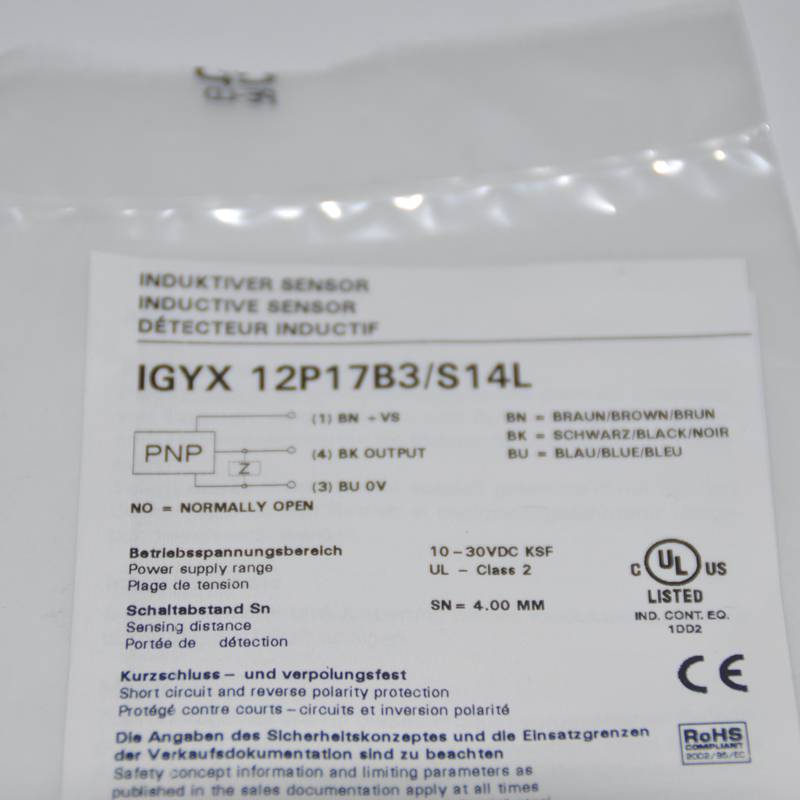 INDUKTIVER SENSOR
INDUCTIVE SENSOR
DÉTECTEUR INDUCTIF
IGYX 12P17B3/S14L
(1) BN + VS
BN = BRAUN/BROWN/BRUN
PNP
(4) BK OUTPUT
BK = SCHWARZ/BLACK/NOIR
Z
BU = BLAU/BLUE/BLEU
(3) BU 0V
NO = NORMALLY OPEN
Betriebsspannungsbereich 10-30VDC KSF
Power supply range UL - Class 2
Plage de tension
Schaltabstand Sn SN = 4.00 MM
Sensing distance
Portée de détection
C UL US
LISTED
IND. CONT. EQ.
1DD2
Kurzschluss - und verpolungsfest
Short circuit and reverse polarity protection
Protégé contre courts-circuits et inversion polarité
CE
Die Angaben des Sicherheitskonzeptes und die Einsatzgrenzen
der Verkaufsdokumentation sind zu beachten
Safety concept information and limiting parameters as
published in the sales documentation apply at all times
RoHS
COMPLIANT
2002/95/EC